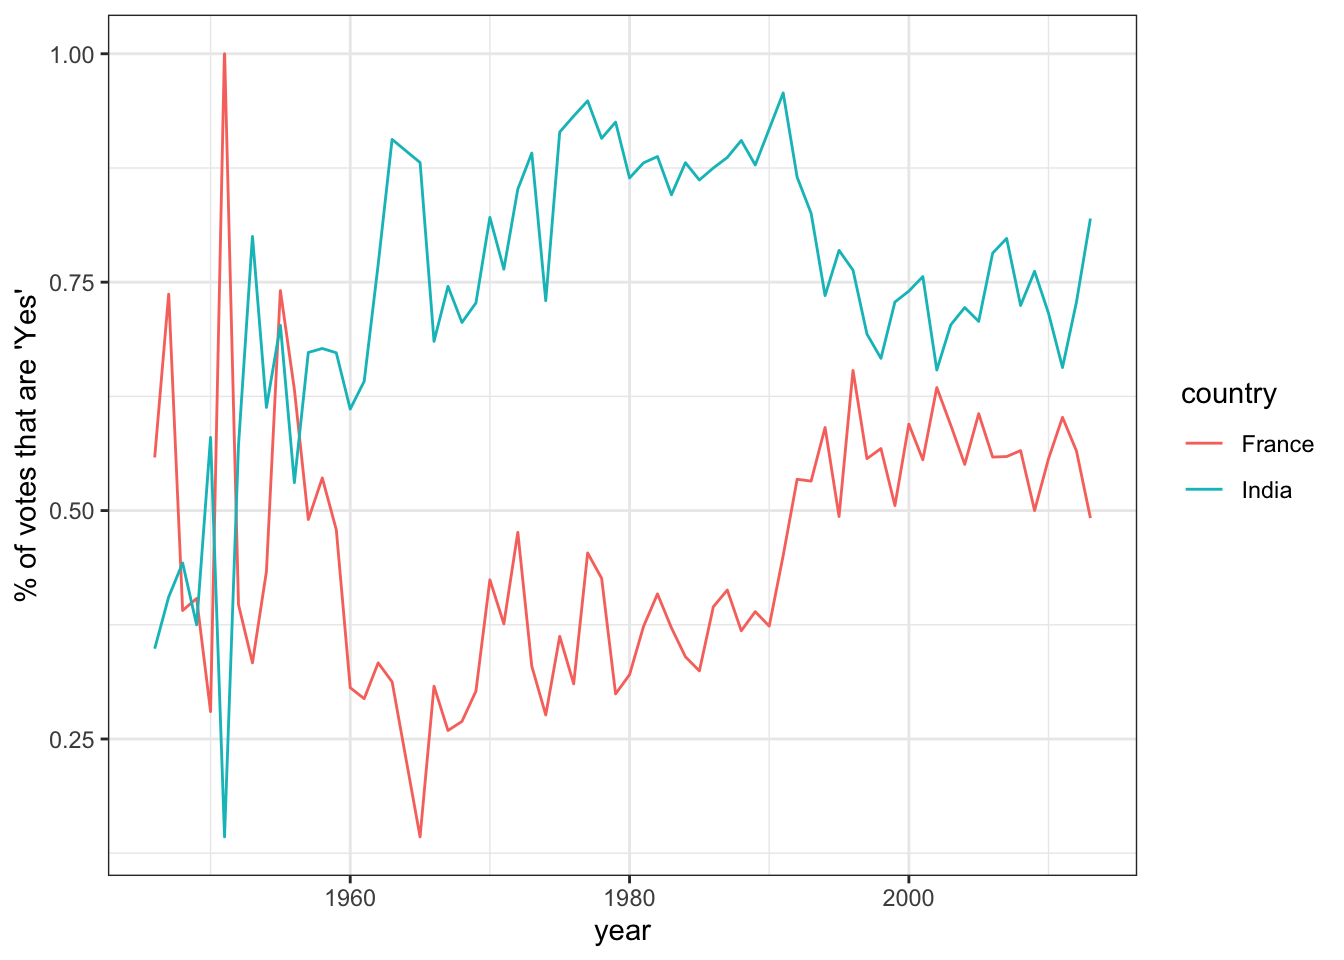 1.00
0.75
0.50
0.25
% of votes that are 'Yes'
1960
1980
2000
year
country
France
India